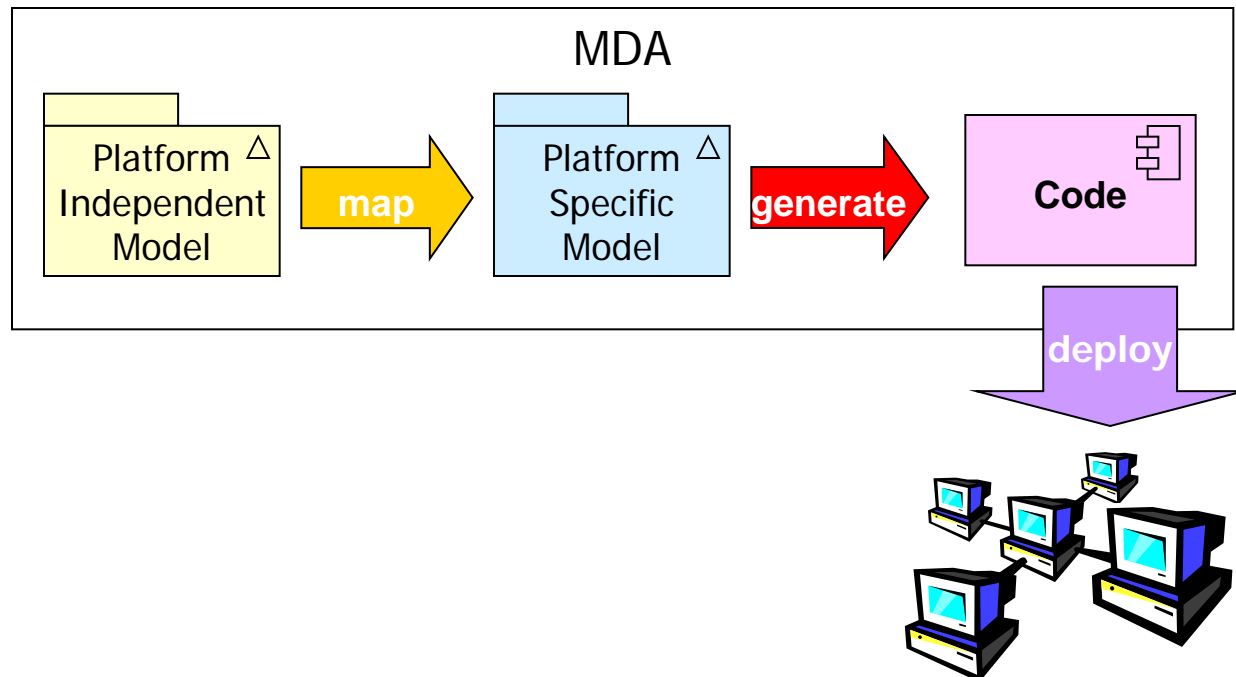 MDA
Platform
Independent
Model
map
Platform
Specific
Model
generate
Code
deploy